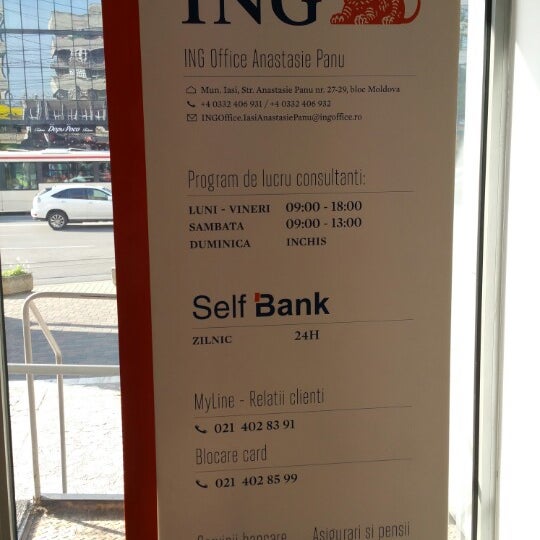 ING
ING Office Anastasie Panu
Mun. Iasi, Str. Anastasie Panu nr. 27-29, bloc Moldova
+4 0332 406 931 / +4 0332 406 932
INGOffice.IasiAnastasiePanu@ingoffice.ro
Program de lucru consultanti:
LUNI - VINERI 09:00 - 18:00
SAMBATA 09:00 - 13:00
DUMINICA INCHIS
Self Bank
ZILNIC 24H
MyLine - Relatii clienti
021 402 83 91
Blocare card
021 402 85 99
Servicii bancare Asigurari si pensii